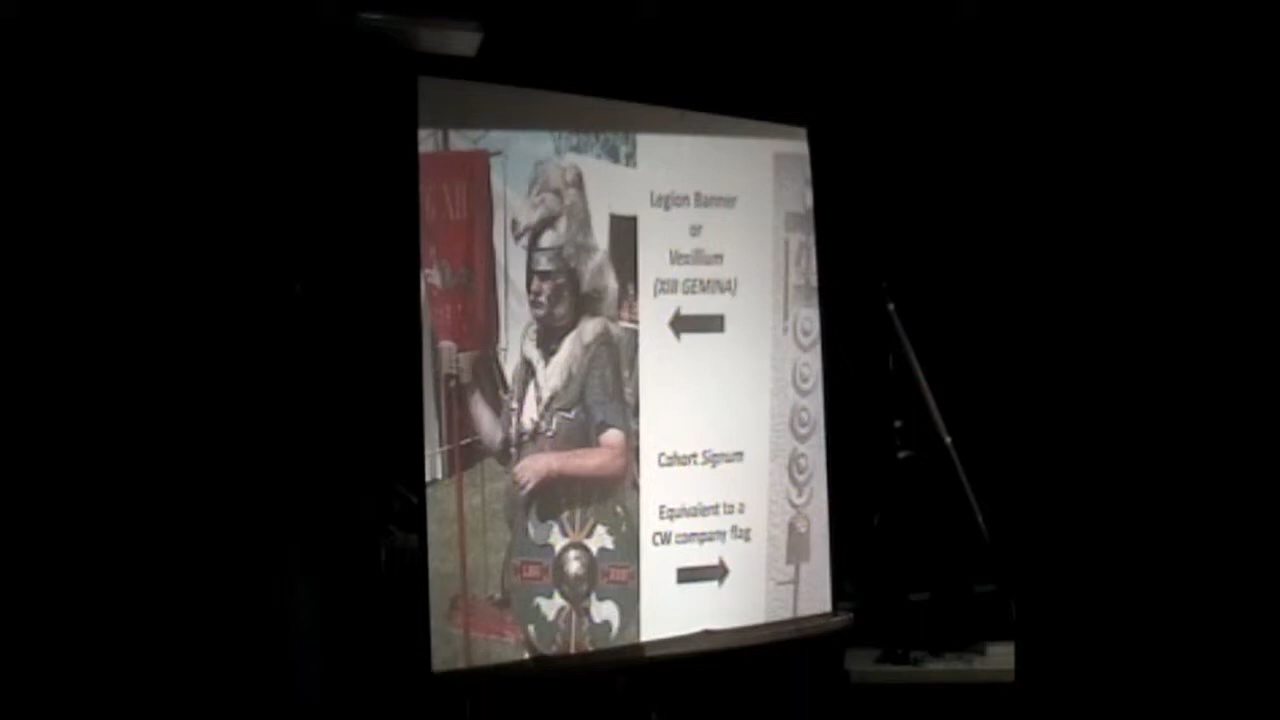 Legion Banner
or
Vexillium
(XIII GEMINA)
Cohort Signum
Equivalent to a
CW company flag